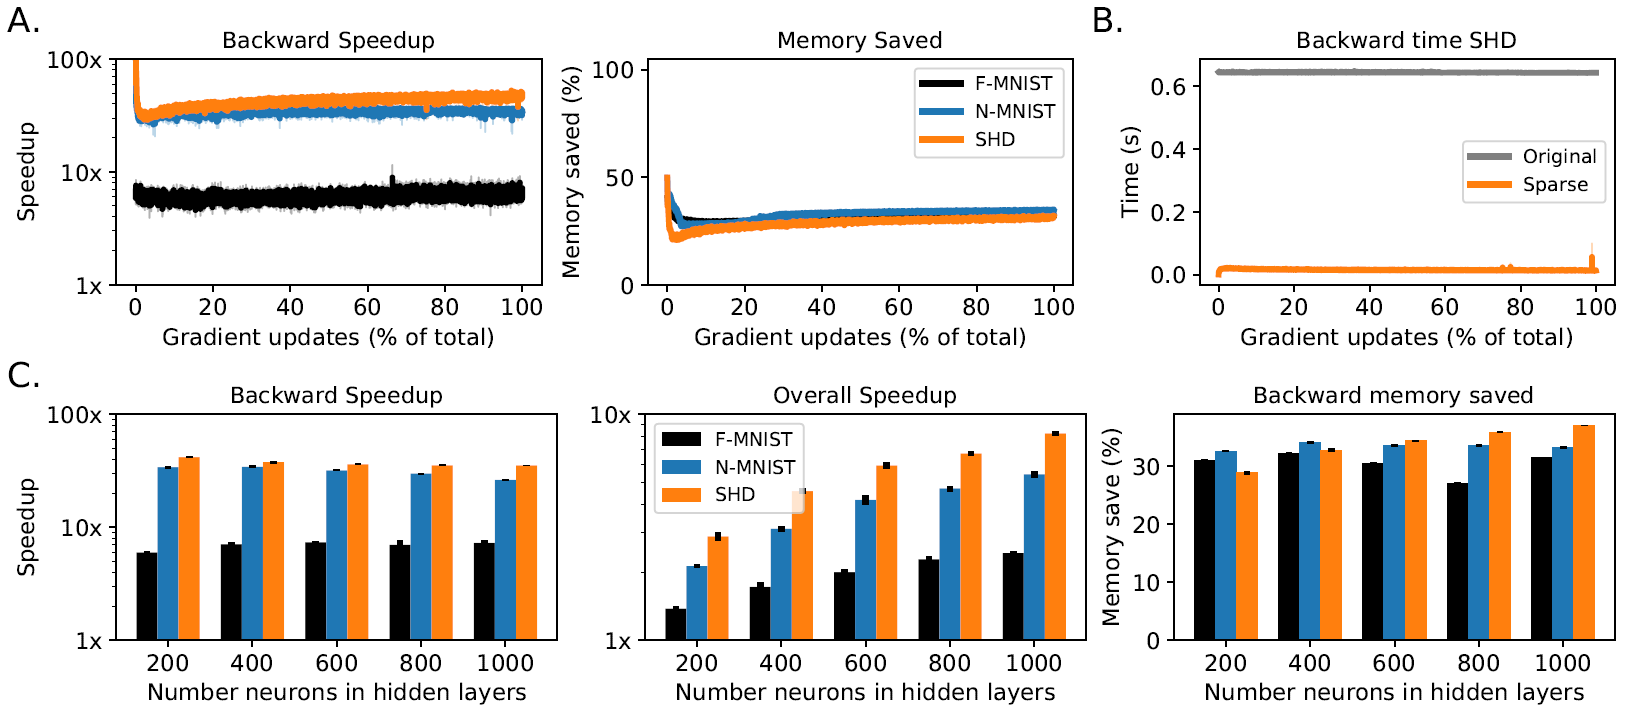 A.
Backward Speedup
100x
10x
1x
Speedup
0 20 40 60 80 100
Gradient updates (% of total)
Memory Saved
100
50
0
Memory saved (%)
F-MNIST
N-MNIST
SHD
0 20 40 60 80 100
Gradient updates (% of total)
B.
Backward time SHD
0.6
0.4
0.2
0.0
Time (s)
Original
Sparse
0 20 40 60 80 100
Gradient updates (% of total)
C.
Backward Speedup
100x
10x
1x
Speedup
200 400 600 800 1000
Number neurons in hidden layers
Overall Speedup
10x
1x
F-MNIST
N-MNIST
SHD
200 400 600 800 1000
Number neurons in hidden layers
Backward memory saved
30
20
10
0
Memory save (%)
200 400 600 800 1000
Number neurons in hidden layers